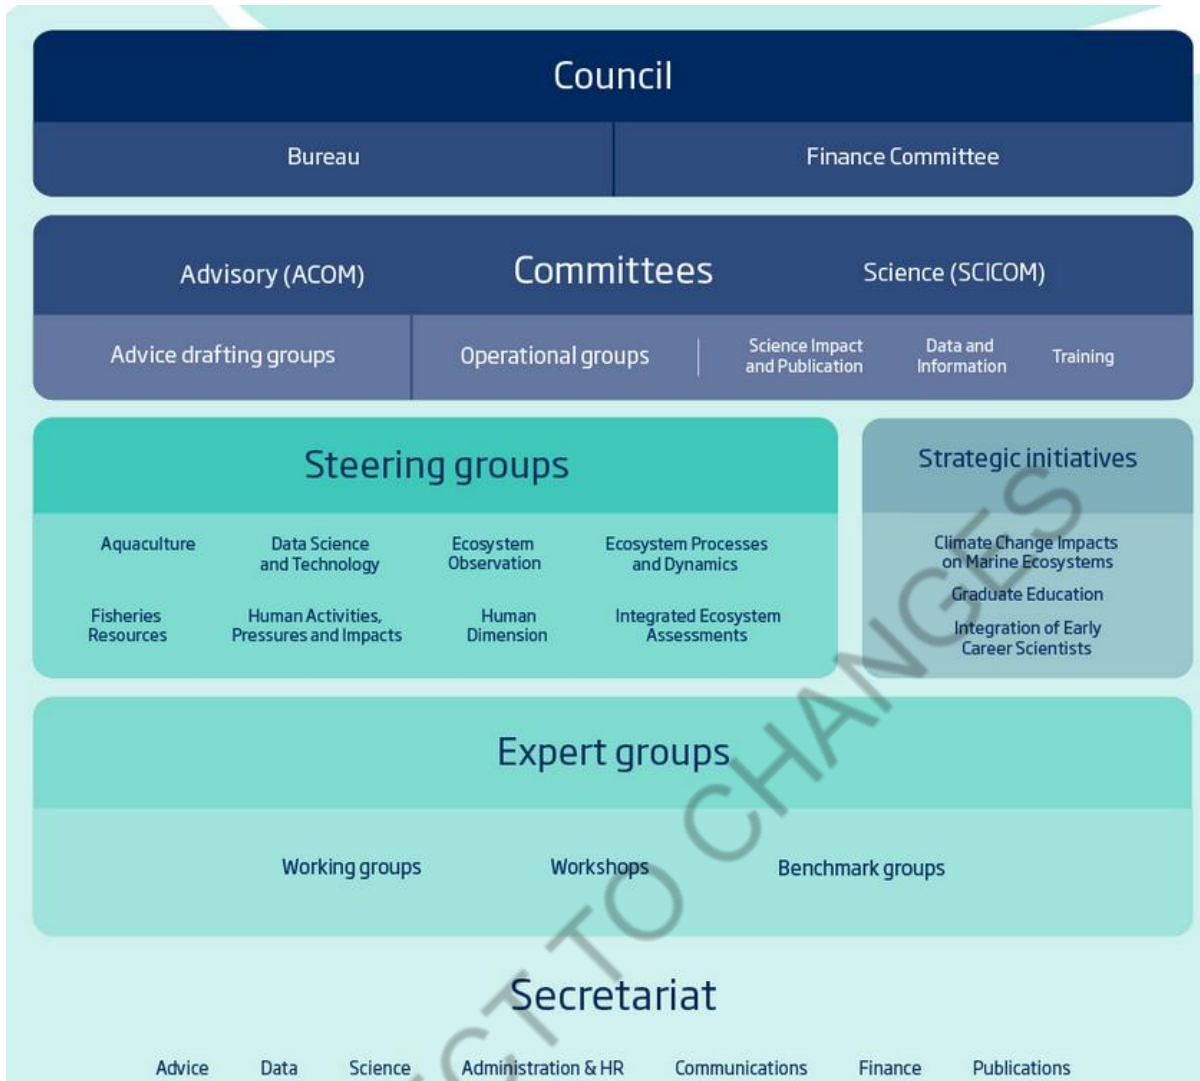 Council
Bureau
Finance Committee
Advisory (ACOM)
Committees
Science (SCICOM)
Advice drafting groups
Operational groups
Science Impact
and Publication
Data and
Information
Training
Steering groups
Aquaculture
Data Science
and Technology
Ecosystem
Observation
Ecosystem Processes
and Dynamics
Fisheries
Resources
Human Activities,
Pressures and Impacts
Human
Dimension
Integrated Ecosystem
Assessments
Strategic initiatives
Climate Change Impacts
on Marine Ecosystems
Graduate Education
Integration of Early
Career Scientists
Expert groups
Working groups
Workshops
Benchmark groups
Secretariat
Advice
Data
Science
Administration & HR
Communications
Finance
Publications
TO CHANGES